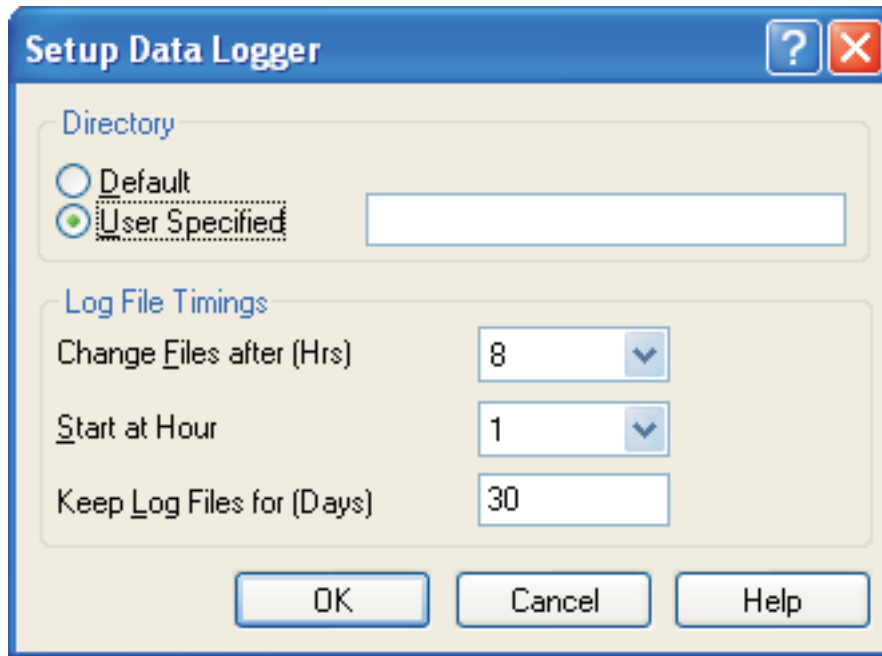 Setup Data Logger
Directory
Default
User Specified
Log File Timings
Change Files after (Hrs) 8
Start at Hour 1
Keep Log Files for (Days) 30
OK Cancel Help